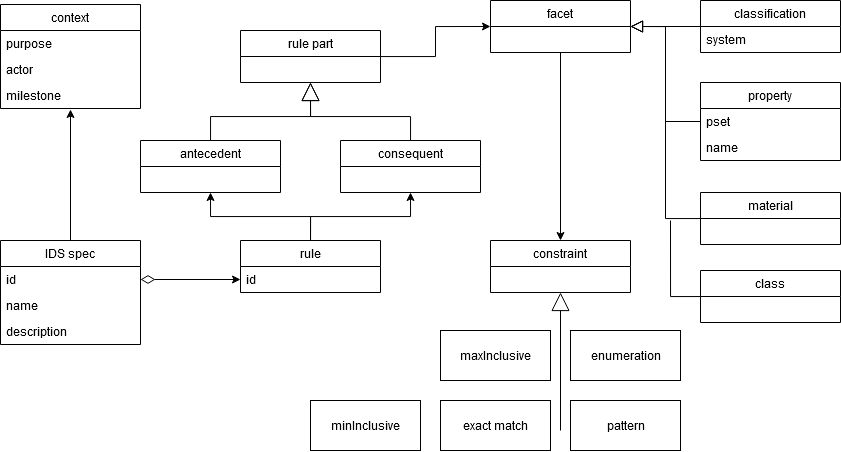 context
purpose
actor
milestone
rule part
facet
classification
system
property
pset
name
antecedent
consequent
material
IDS spec
id
name
description
rule
id
constraint
class
maxInclusive
enumeration
minInclusive
exact match
pattern